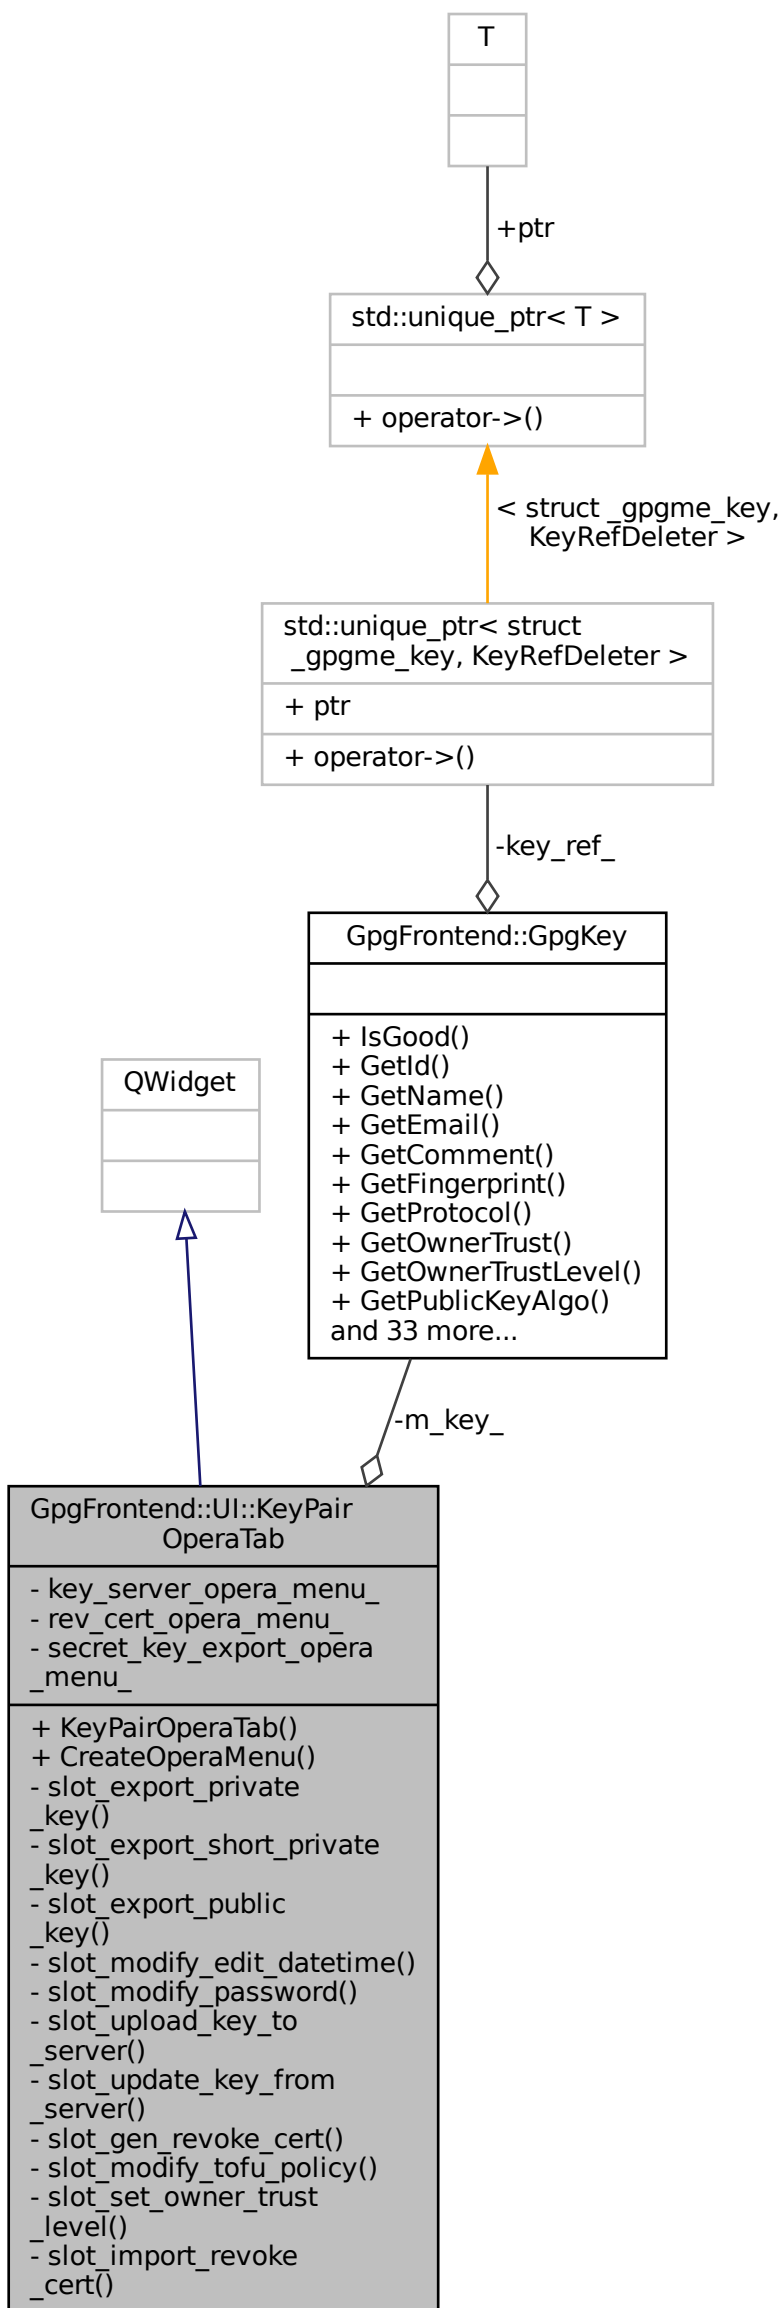 T
+ptr
std::unique_ptr< T >
+ operator->()
< struct _gpgme_key,
KeyRefDeleter >
std::unique_ptr< struct
_gpgme_key, KeyRefDeleter >
+ ptr
+ operator->()
-key_ref_
GpgFrontend::GpgKey
+ IsGood()
+ GetId()
+ GetName()
+ GetEmail()
+ GetComment()
+ GetFingerprint()
+ GetProtocol()
+ GetOwnerTrust()
+ GetOwnerTrustLevel()
+ GetPublicKeyAlgo()
and 33 more...
QWidget
-m_key_
GpgFrontend::UI::KeyPair
OperaTab
- key_server_opera_menu_
- rev_cert_opera_menu_
- secret_key_export_opera
_menu_
+ KeyPairOperaTab()
+ CreateOperaMenu()
- slot_export_private
_key()
- slot_export_short_private
_key()
- slot_export_public
_key()
- slot_modify_edit_datetime()
- slot_modify_password()
- slot_upload_key_to
_server()
- slot_update_key_from
_server()
- slot_gen_revoke_cert()
- slot_modify_tofu_policy()
- slot_set_owner_trust
_level()
- slot_import_revoke
_cert()